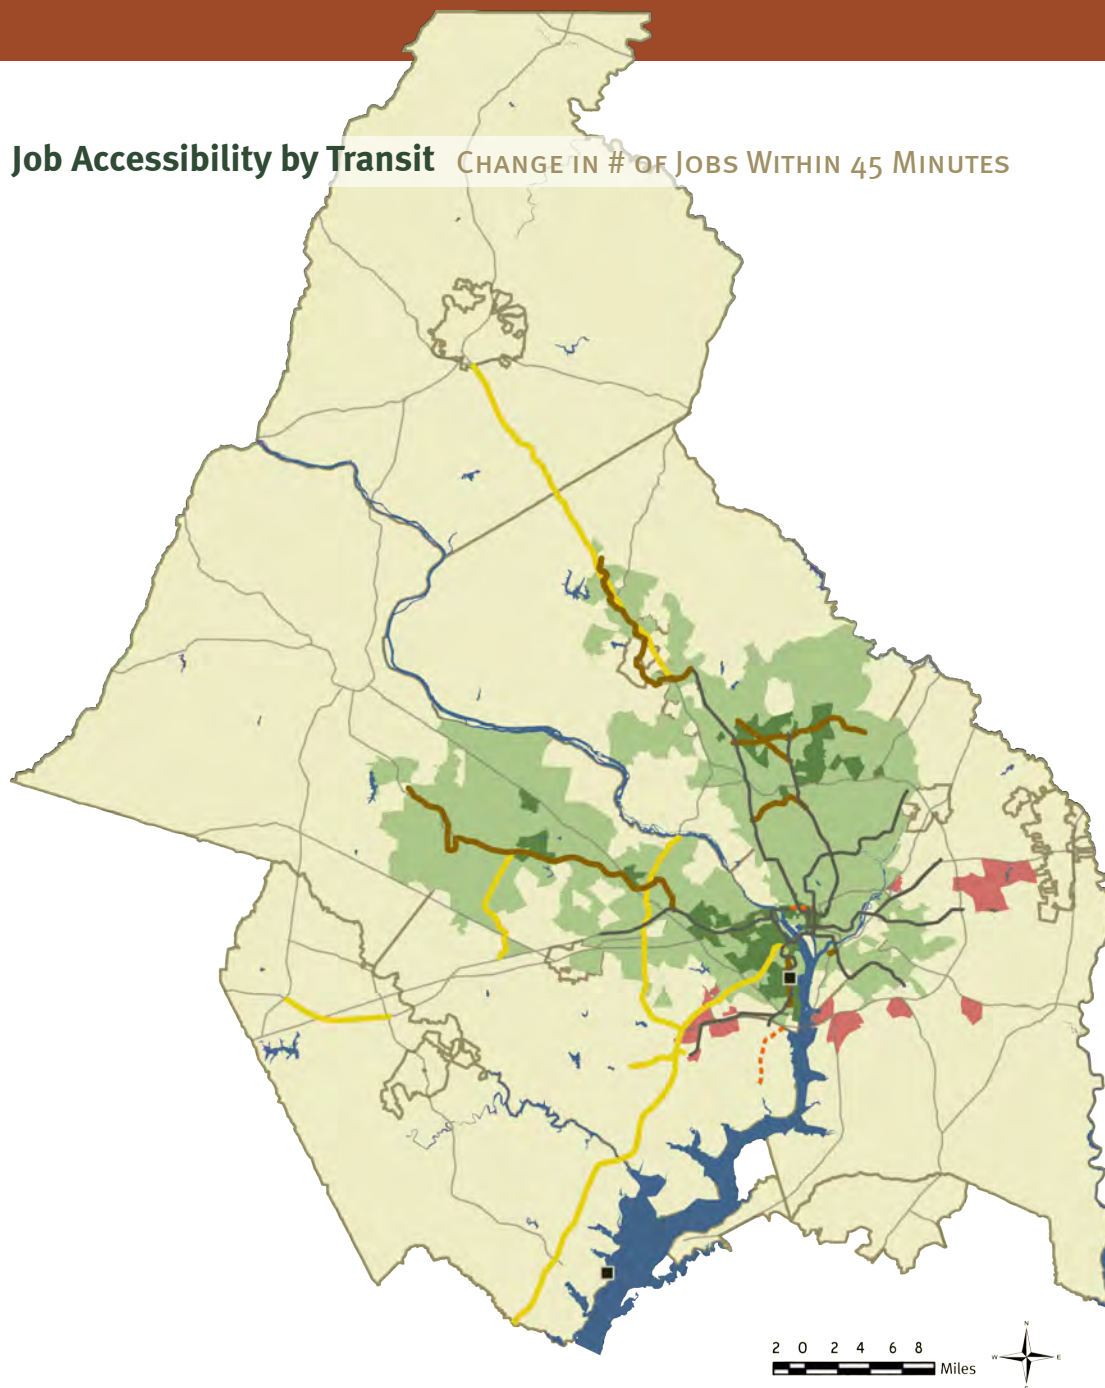 Job Accessibility by Transit CHANGE IN # OF JOBS WITHIN 45 MINUTES
N
W E
2 0 2 4 6 8
Miles